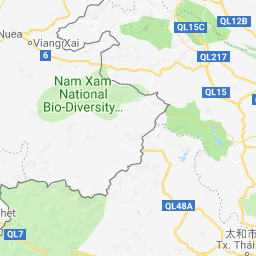 QL12B
QL15C
Nuea
Viang Xai
6
QL217
Nam Xam
National
Bio-Diversity...
QL15
QL48A
het
QL7
太和市
Tx. Thái